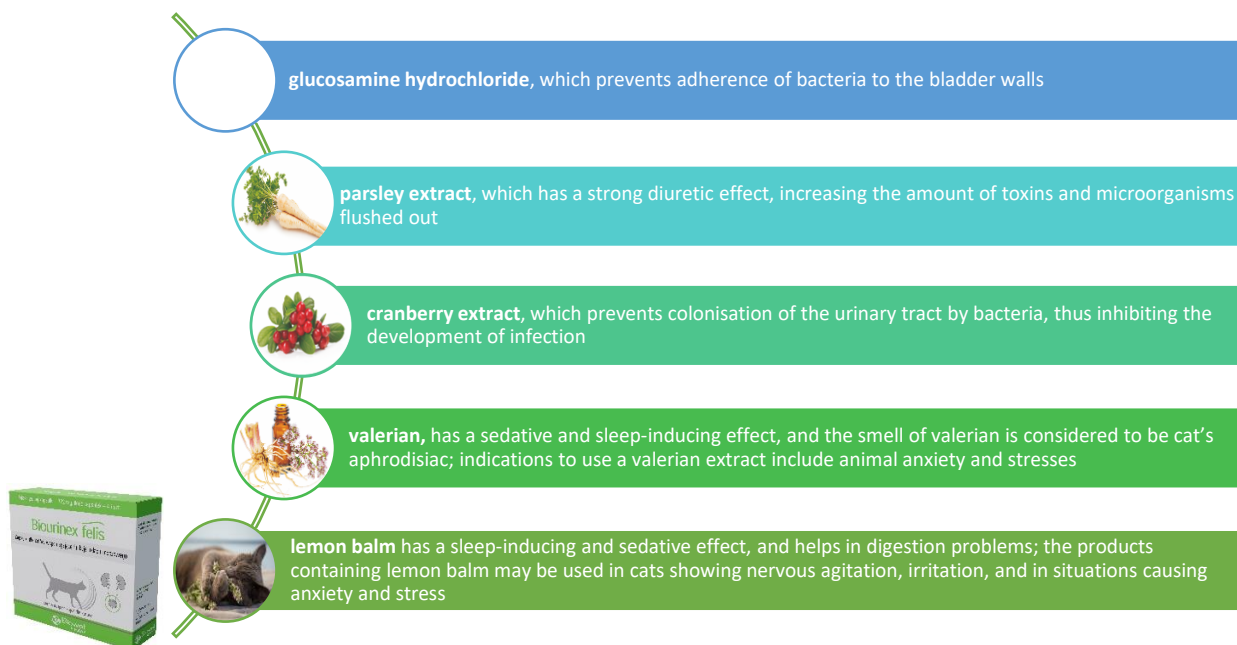 glucosamine hydrochloride, which prevents adherence of bacteria to the bladder walls
parsley extract, which has a strong diuretic effect, increasing the amount of toxins and microorganisms
flushed out
cranberry extract, which prevents colonisation of the urinary tract by bacteria, thus inhibiting the
development of infection
valerian, has a sedative and sleep-inducing effect, and the smell of valerian is considered to be cat’s
aphrodisiac; indications to use a valerian extract include animal anxiety and stresses
lemon balm has a sleep-inducing and sedative effect, and helps in digestion problems; the products
containing lemon balm may be used in cats showing nervous agitation, irritation, and in situations causing
anxiety and stress
Biourinex felis